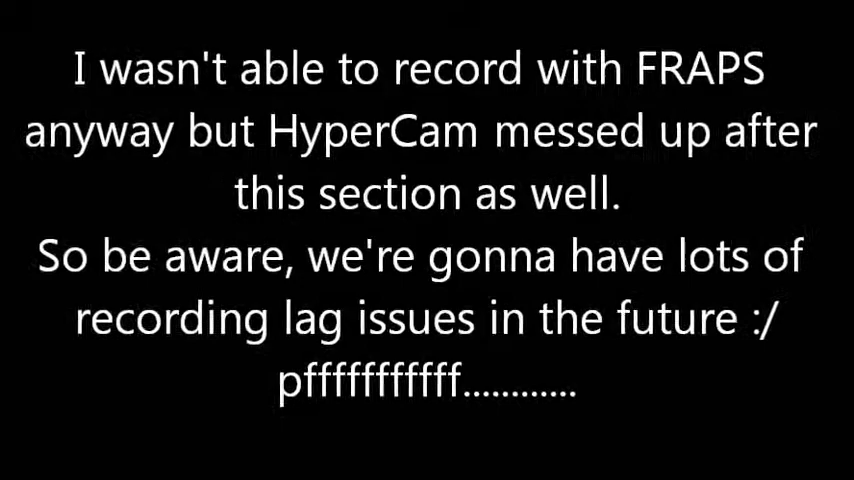 I wasn't able to record with FRAPS
anyway but HyperCam messed up after
this section as well.
So be aware, we're gonna have lots of
recording lag issues in the future :/
pfffffffffff............